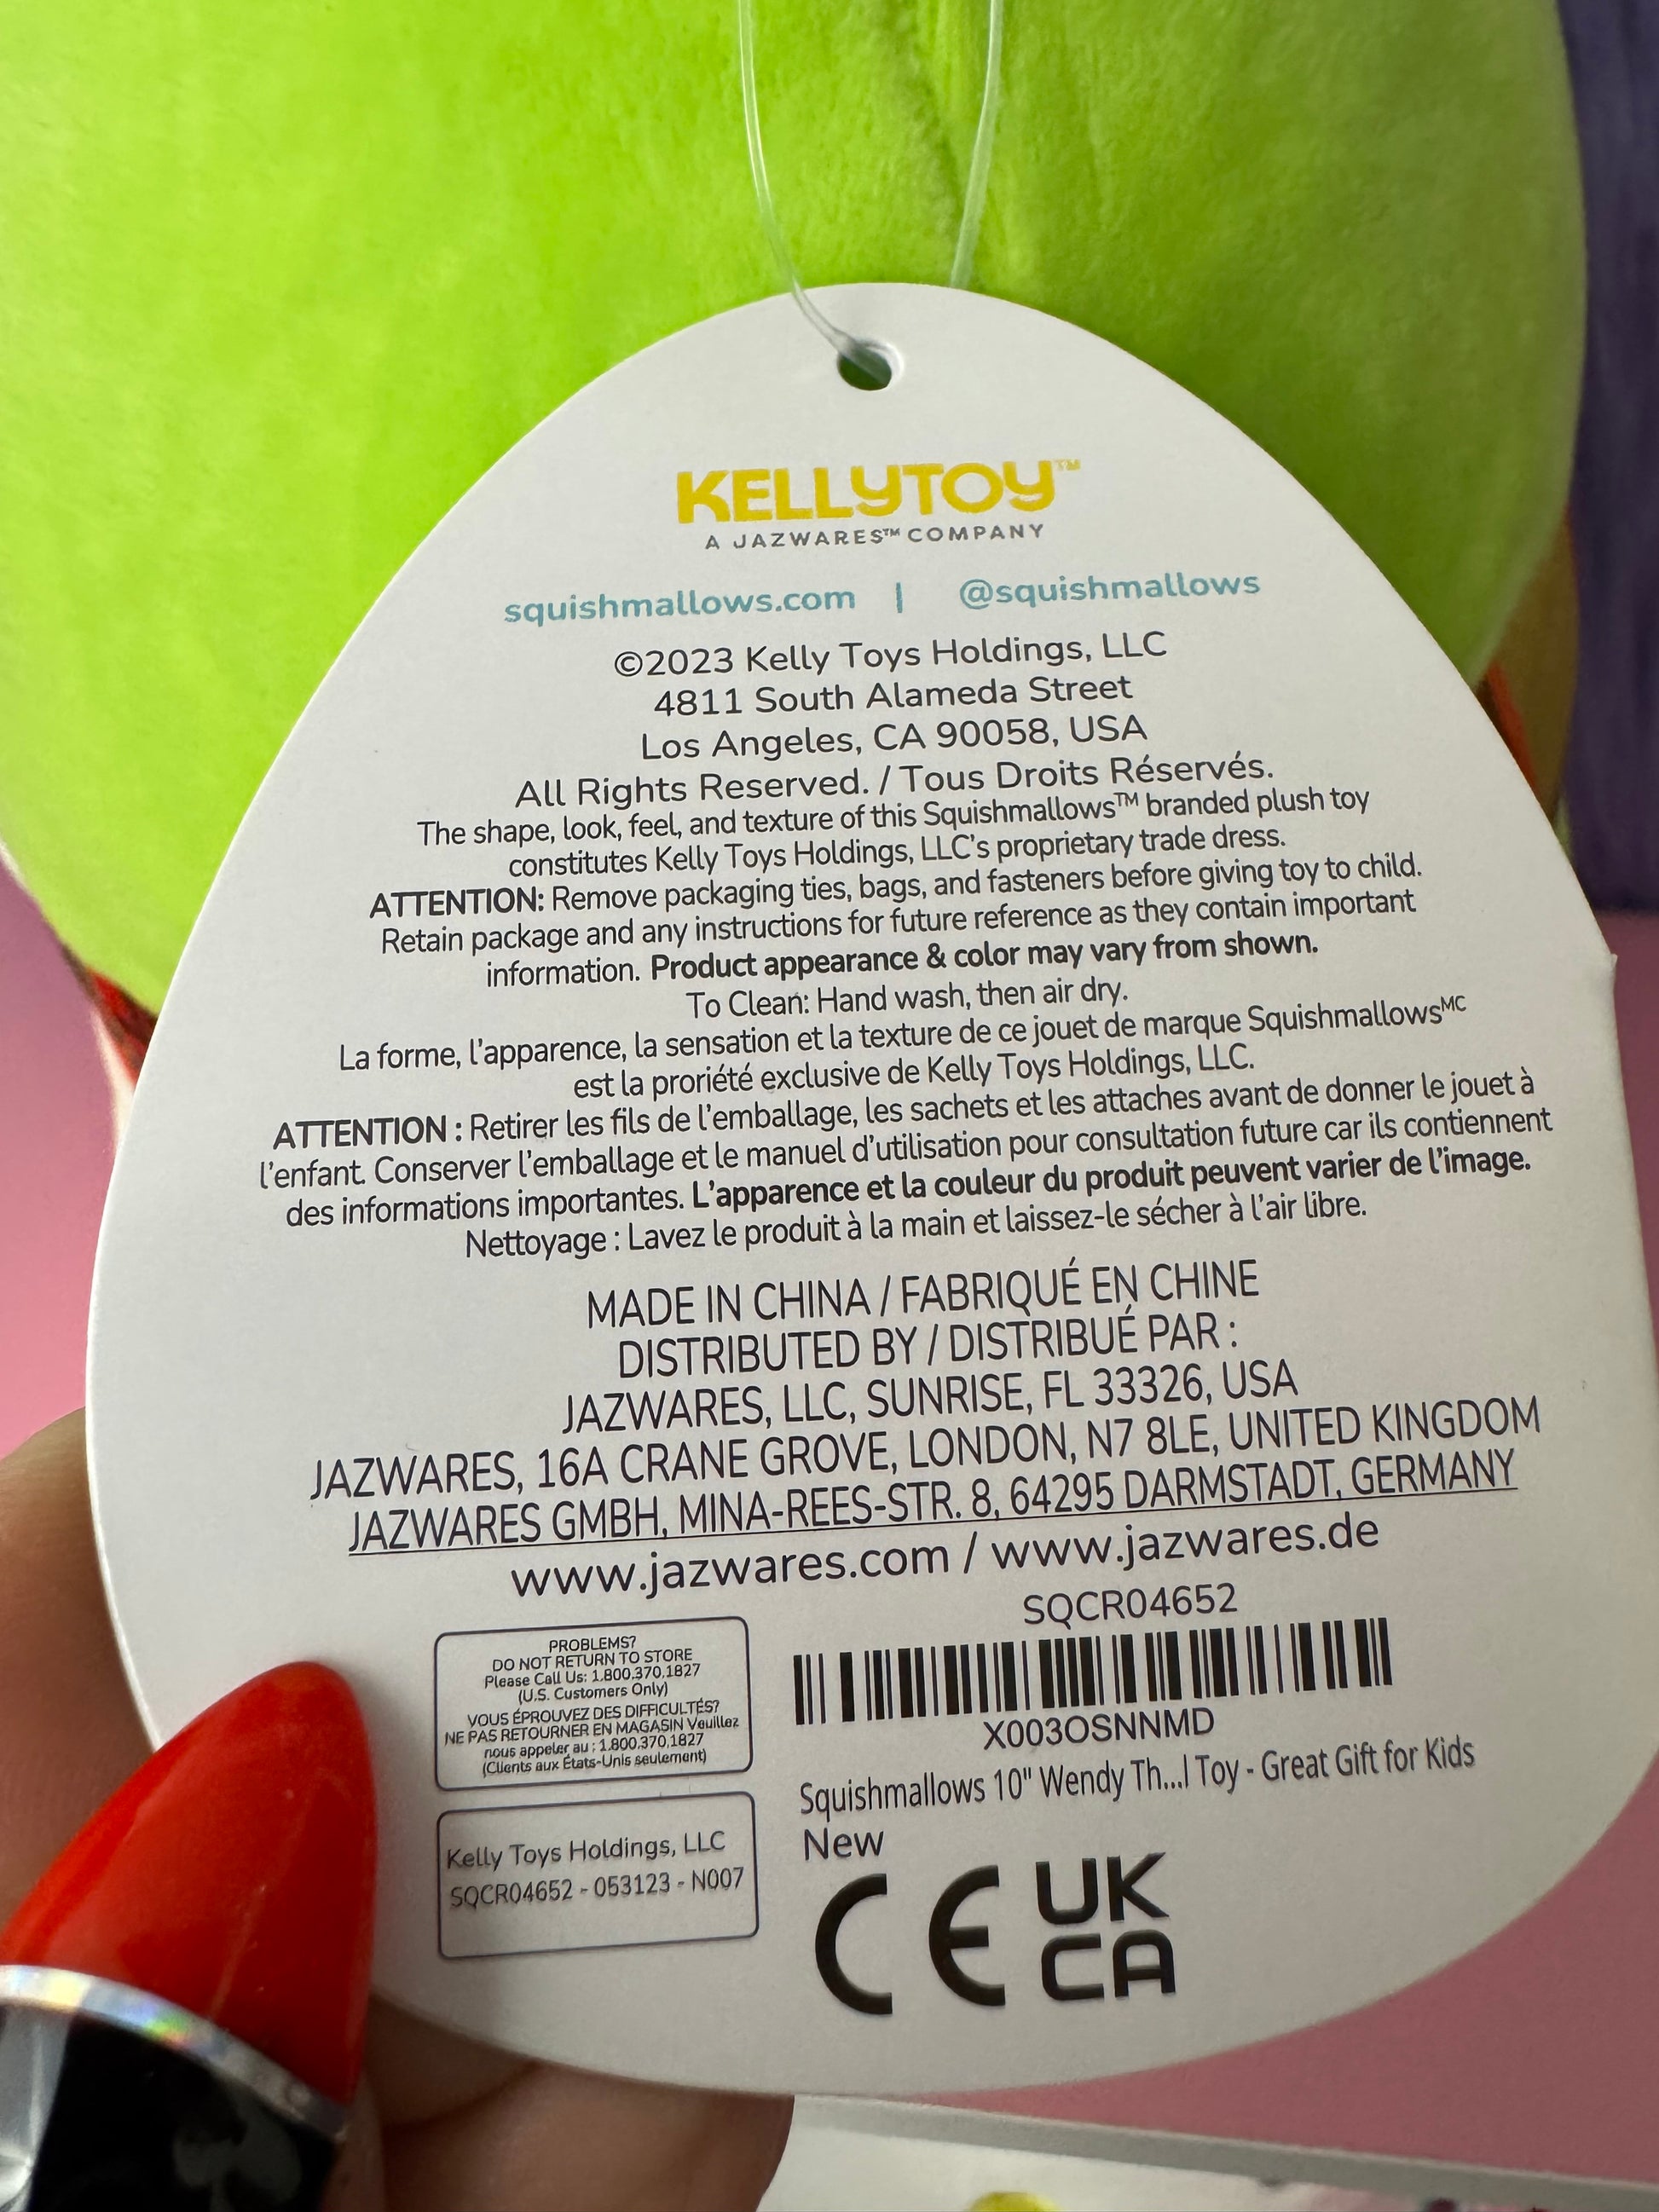 KELLYTOY™
A JAZWARES™ COMPANY
squishmallows.com | @squishmallows
©2023 Kelly Toys Holdings, LLC
4811 South Alameda Street
Los Angeles, CA 90058, USA
All Rights Reserved. / Tous Droits Réservés.
The shape, look, feel, and texture of this Squishmallows™ branded plush toy
constitutes Kelly Toys Holdings, LLC's proprietary trade dress.
ATTENTION: Remove packaging ties, bags, and fasteners before giving toy to child.
Retain package and any instructions for future reference as they contain important
information. Product appearance & color may vary from shown.
To Clean: Hand wash, then air dry.
La forme, l'apparence, la sensation et la texture de ce jouet de marque Squishmallowsᴹᶜ
est la proriété exclusive de Kelly Toys Holdings, LLC.
ATTENTION : Retirer les fils de l'emballage, les sachets et les attaches avant de donner le jouet à
l'enfant. Conserver l'emballage et le manuel d'utilisation pour consultation future car ils contiennent
des informations importantes. L'apparence et la couleur du produit peuvent varier de l'image.
Nettoyage : Lavez le produit à la main et laissez-le sécher à l'air libre.
MADE IN CHINA / FABRIQUÉ EN CHINE
DISTRIBUTED BY / DISTRIBUÉ PAR :
JAZWARES, LLC, SUNRISE, FL 33326, USA
JAZWARES, 16A CRANE GROVE, LONDON, N7 8LE, UNITED KINGDOM
JAZWARES GMBH, MINA-REES-STR. 8, 64295 DARMSTADT, GERMANY
www.jazwares.com / www.jazwares.de
PROBLEMS?
DO NOT RETURN TO STORE
Please Call Us: 1.800.370.1827
(U.S. Customers Only)
VOUS ÉPROUVEZ DES DIFFICULTÉS?
NE PAS RETOURNER EN MAGASIN Veuillez
nous appeler au : 1.800.370.1827
(Clients aux États-Unis seulement)
Kelly Toys Holdings, LLC
SQCR04652 - 053123 - N007
SQCR04652
X003OSNNMD
Squishmallows 10" Wendy Th...l Toy - Great Gift for Kids
New
CE
UK
CA